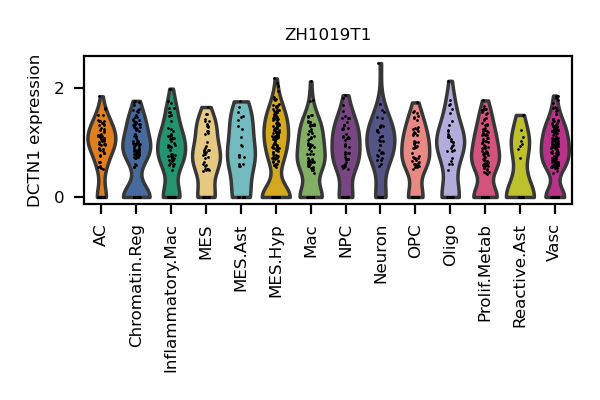 ZH1019T1
DCTN1 expression
2
0
AC
Chromatin.Reg
Inflammatory.Mac
MES
MES.Ast
MES.Hyp
Mac
NPC
Neuron
OPC
Oligo
Prolif.Metab
Reactive.Ast
Vasc